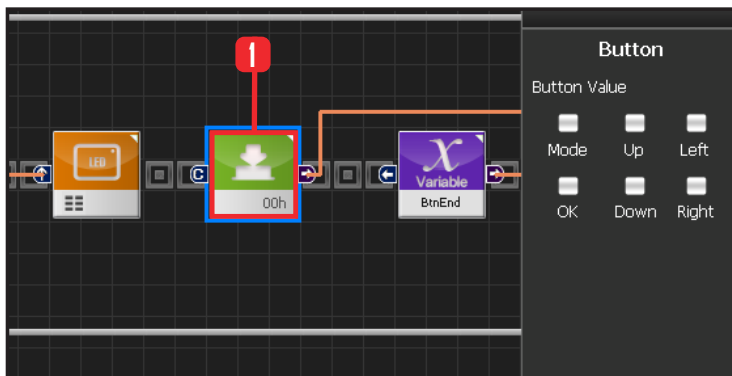 1
Button
Button Value
Mode Up Left
OK Down Right
LED
C
00h
X
Variable
BtnEnd